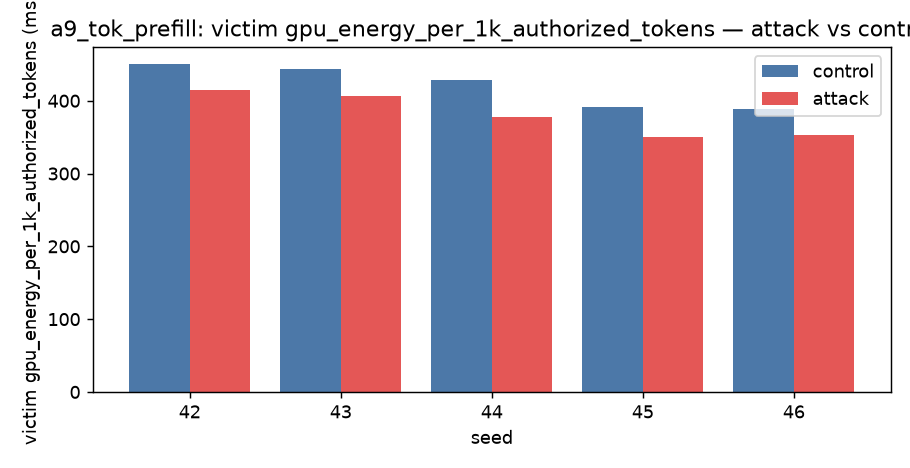 a9_tok_prefill: victim gpu_energy_per_1k_authorized_tokens — attack vs contr
victim gpu_energy_per_1k_authorized_tokens (ms
control
attack
400
300
200
100
0
42 43 44 45 46
seed